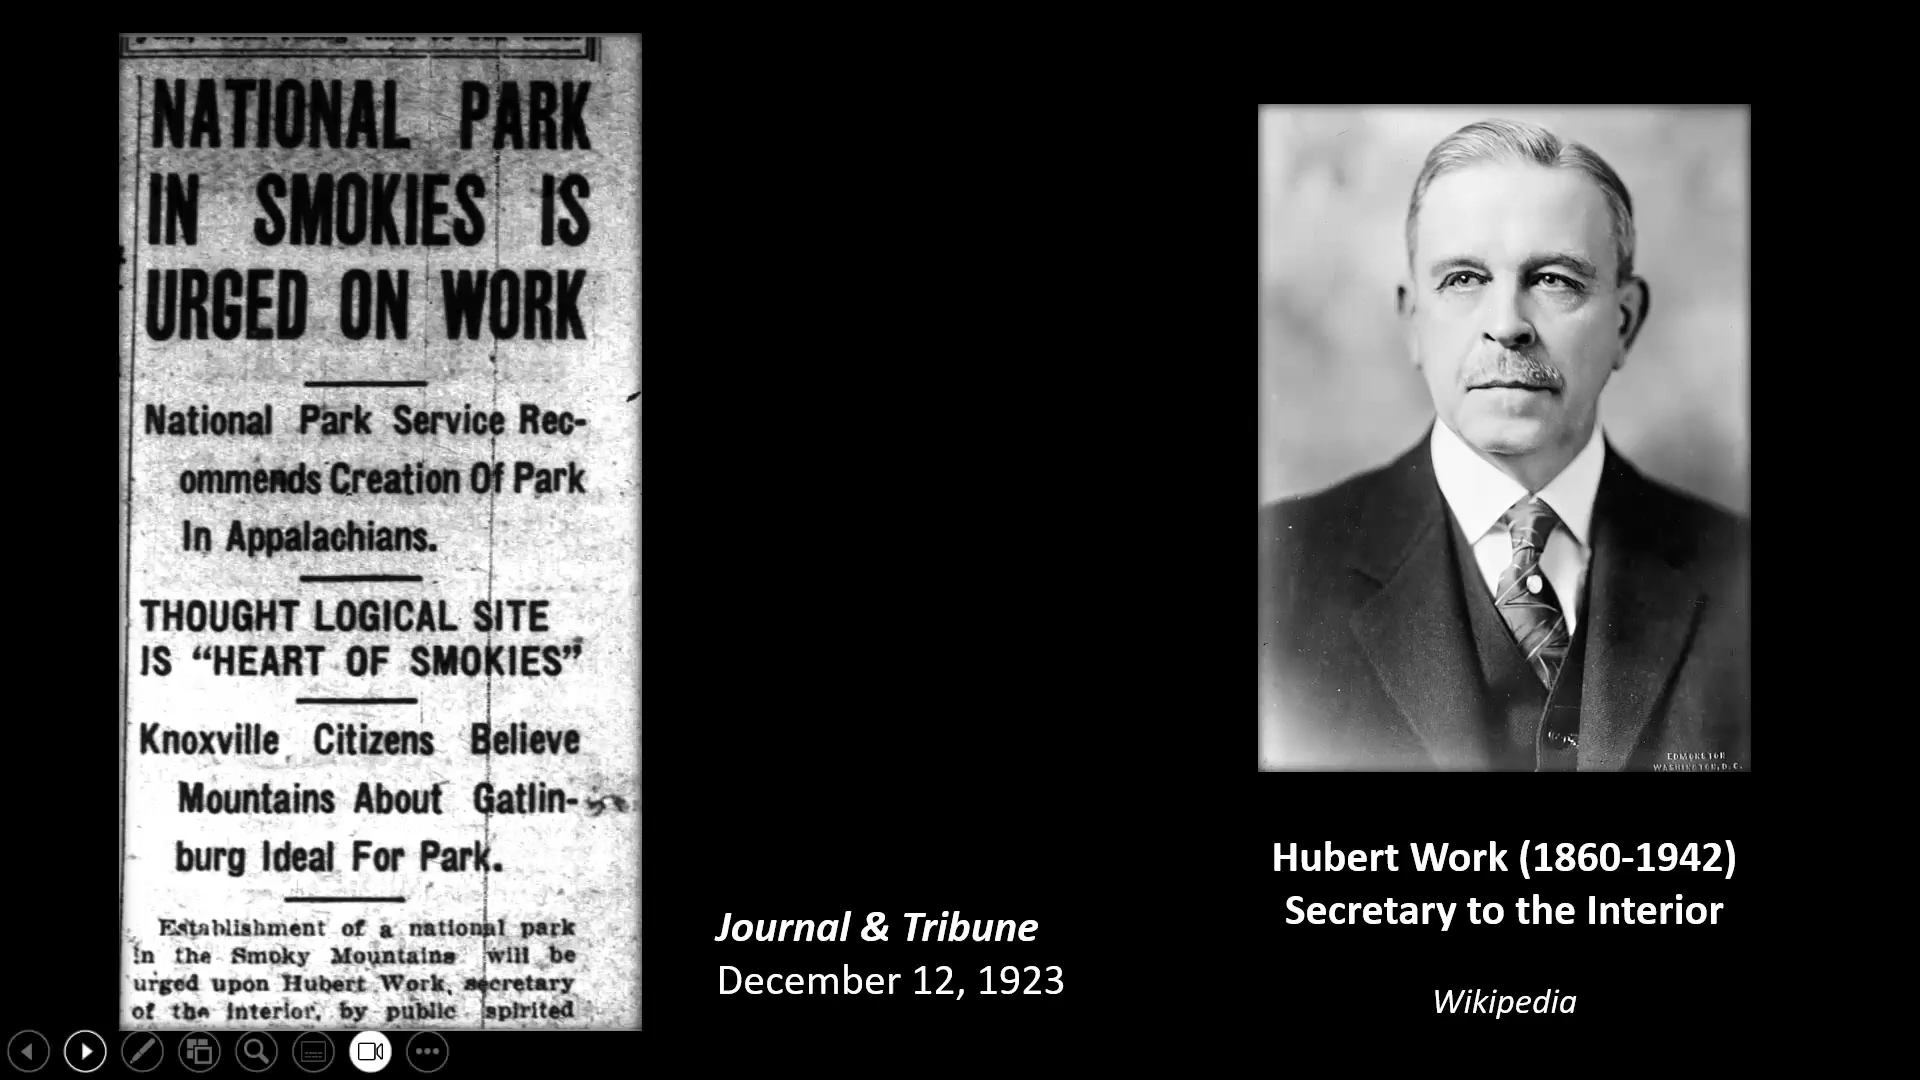 NATIONAL PARK
IN SMOKIES IS
URGED ON WORK
National Park Service Rec-
ommends Creation Of Park
In Appalachians.
THOUGHT LOGICAL SITE
IS “HEART OF SMOKIES”
Knoxville Citizens Believe
Mountains About Gatlin-
burg Ideal For Park.
Establishment of a national park
in the Smoky Mountains will be
urged upon Hubert Work, secretary
of the interior, by public spirited
Journal & Tribune
December 12, 1923
EDMONSTON
WASHINGTON, D.C.
Hubert Work (1860-1942)
Secretary to the Interior
Wikipedia